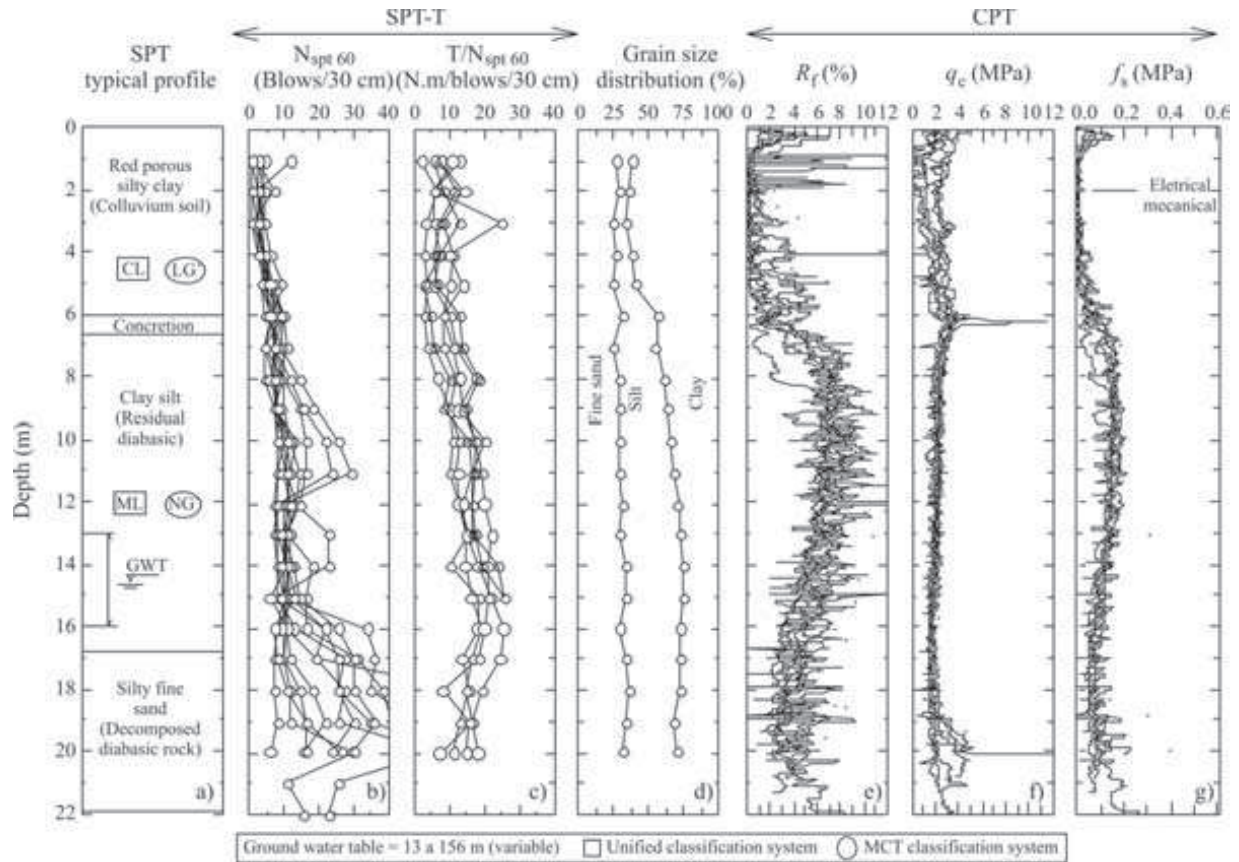 SPT-T
CPT
SPT
typical profile
Nspt 60
(Blows/30 cm)
T/Nspt 60
(N.m/blows/30 cm)
Grain size
distribution (%)
Rf (%)
qc (MPa)
fs (MPa)
0 10 20 30 40
0 10 20 30 40
0 25 50 75 100
0 2 4 6 8 10 12
0 2 4 6 8 10 12
0.0 0.2 0.4 0.6
Depth (m)
0
2
4
6
8
10
12
14
16
18
20
22
Red porous
silty clay
(Colluvium soil)
CL LG'
Concretion
Clay silt
(Residual
diabasic)
ML NG'
GWT
Silty fine
sand
(Decomposed
diabasic rock)
Fine sand
Silt
Clay
Eletrical
mecanical
a) b) c) d) e) f) g)
Ground water table = 13 a 156 m (variable) Unified classification system MCT classification system